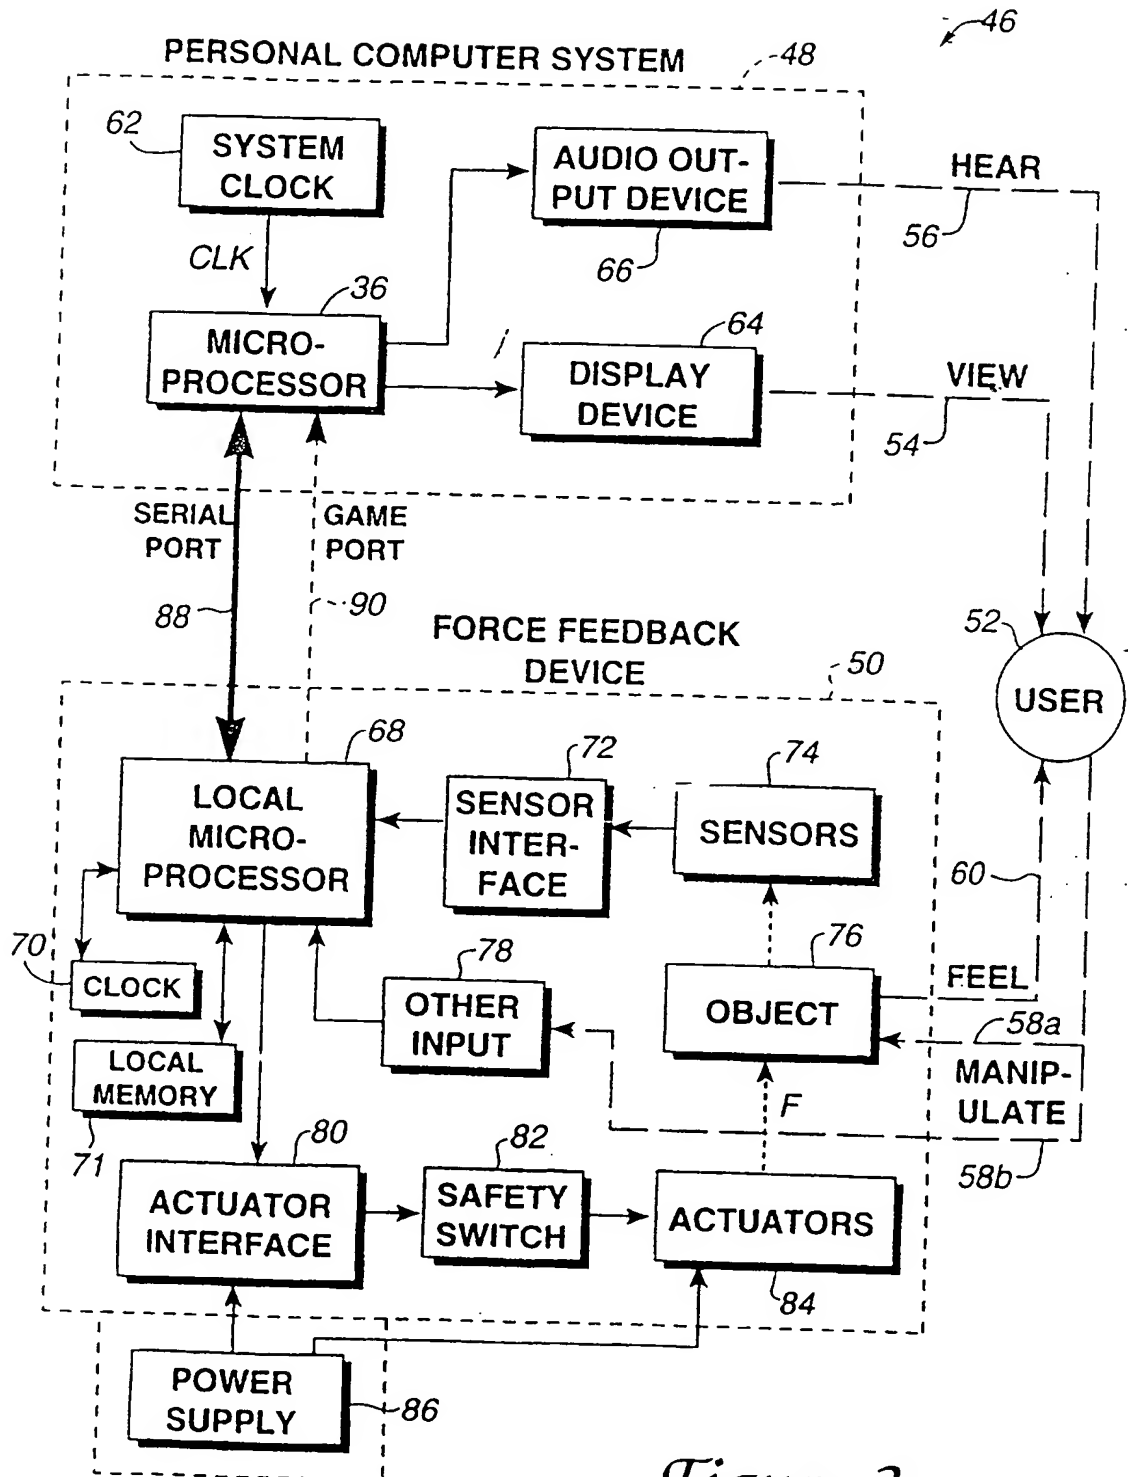 46
PERSONAL COMPUTER SYSTEM
48
62
SYSTEM
CLOCK
AUDIO OUT-
PUT DEVICE
66
HEAR
56
CLK
36
MICRO-
PROCESSOR
64
DISPLAY
DEVICE
VIEW
54
SERIAL
PORT
GAME
PORT
88
90
FORCE FEEDBACK
DEVICE
50
52
USER
68
LOCAL
MICRO-
PROCESSOR
72
SENSOR
INTER-
FACE
74
SENSORS
60
70
CLOCK
78
OTHER
INPUT
76
OBJECT
FEEL
58a
MANIP-
ULATE
58b
LOCAL
MEMORY
71
F
80
ACTUATOR
INTERFACE
82
SAFETY
SWITCH
ACTUATORS
84
POWER
SUPPLY
86